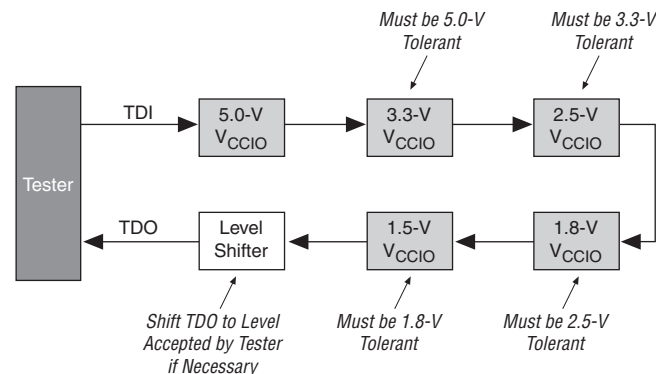 Must be 5.0-V
Tolerant
Must be 3.3-V
Tolerant
Tester
TDI
5.0-V
VCCIO
3.3-V
VCCIO
2.5-V
VCCIO
TDO
Level
Shifter
1.5-V
VCCIO
1.8-V
VCCIO
Shift TDO to Level
Accepted by Tester
if Necessary
Must be 1.8-V
Tolerant
Must be 2.5-V
Tolerant